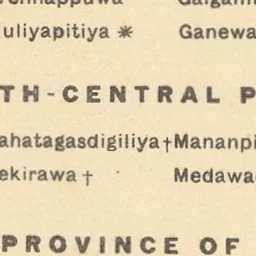 uliyapitiya * Ganewa
TH-CENTRAL P
ahatagasdigiliya† Mananpi
ekirawa † Medawa
PROVINCE OF